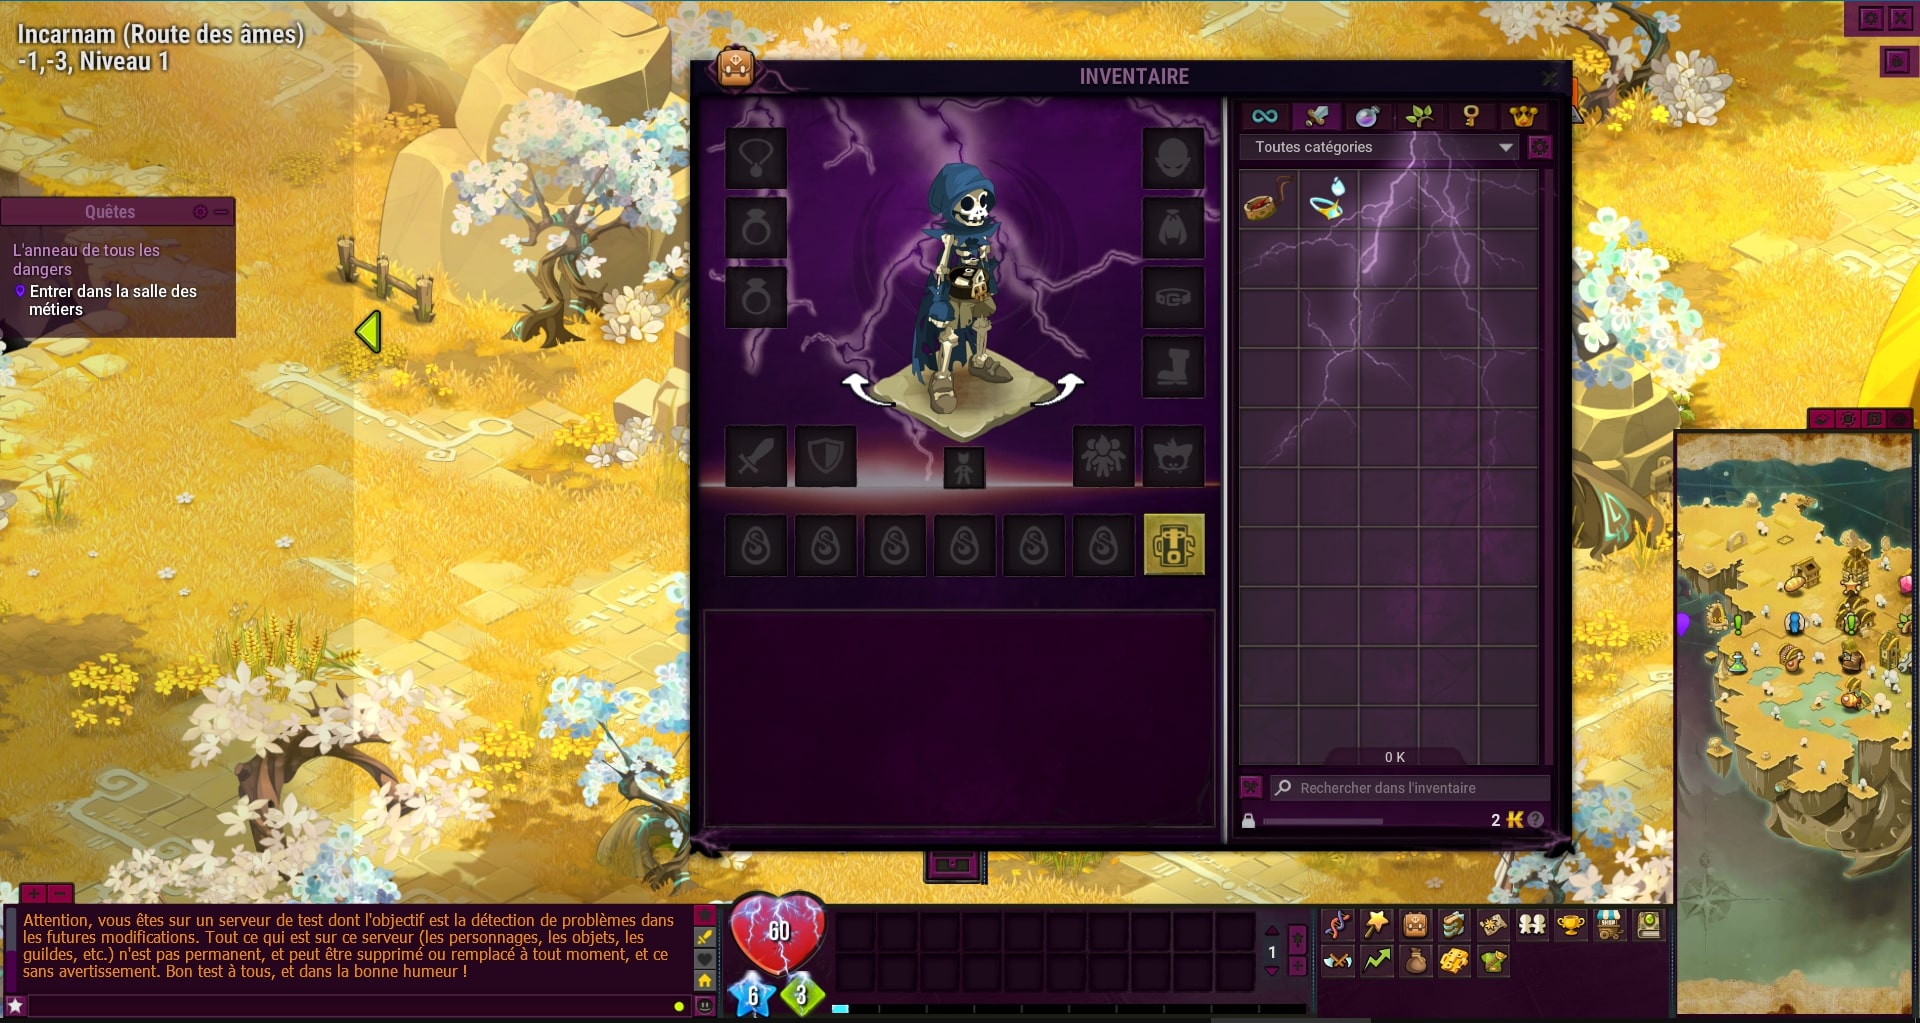 Incarnam (Route des âmes)
-1,-3, Niveau 1
Quêtes
L'anneau de tous les
dangers
Entrer dans la salle des
métiers
INVENTAIRE
Toutes catégories
0 K
Rechercher dans l'inventaire
2 K ?
Attention, vous êtes sur un serveur de test dont l'objectif est la détection de problèmes dans
les futures modifications. Tout ce qui est sur ce serveur (les personnages, les objets, les
guildes, etc.) n'est pas permanent, et peut être supprimé ou remplacé à tout moment, et ce
sans avertissement. Bon test à tous, et dans la bonne humeur !
60
6
3
1
SHOP